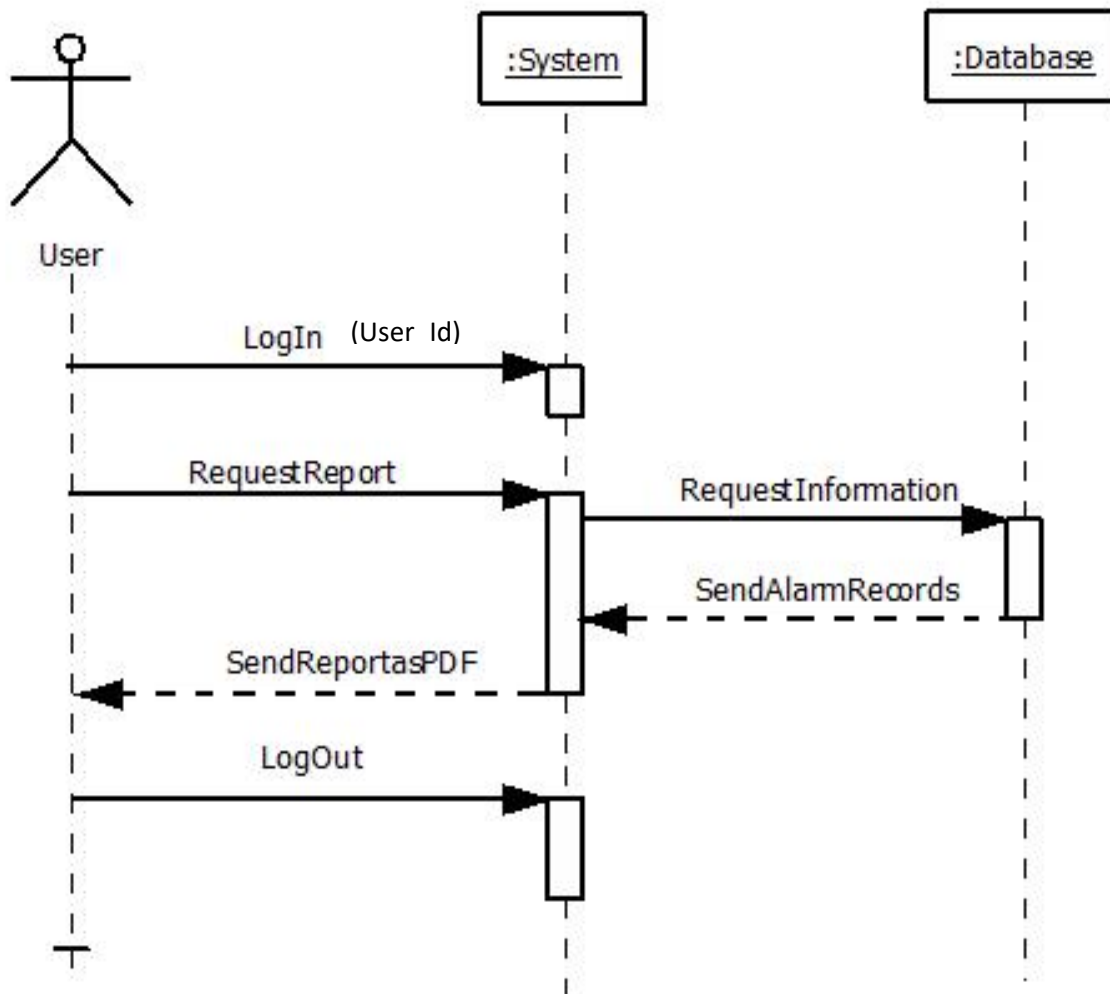 :System
:Database
User
LogIn (User Id)
RequestReport
RequestInformation
SendAlarmRecords
SendReportasPDF
LogOut